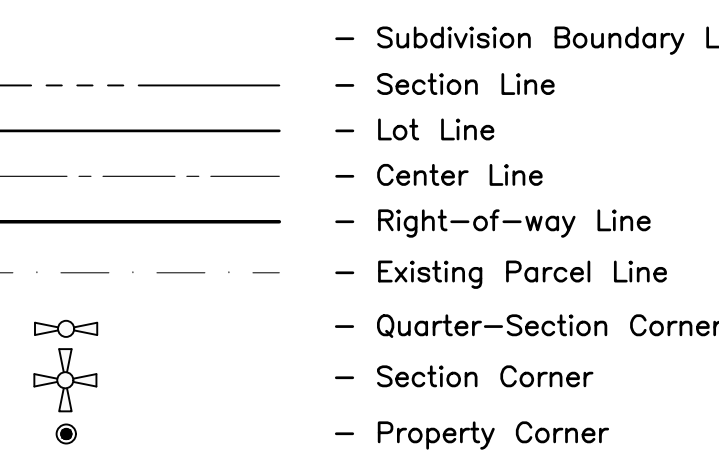 – Subdivision Boundary L
– Section Line
– Lot Line
– Center Line
– Right–of–way Line
– Existing Parcel Line
– Quarter–Section Corner
– Section Corner
– Property Corner